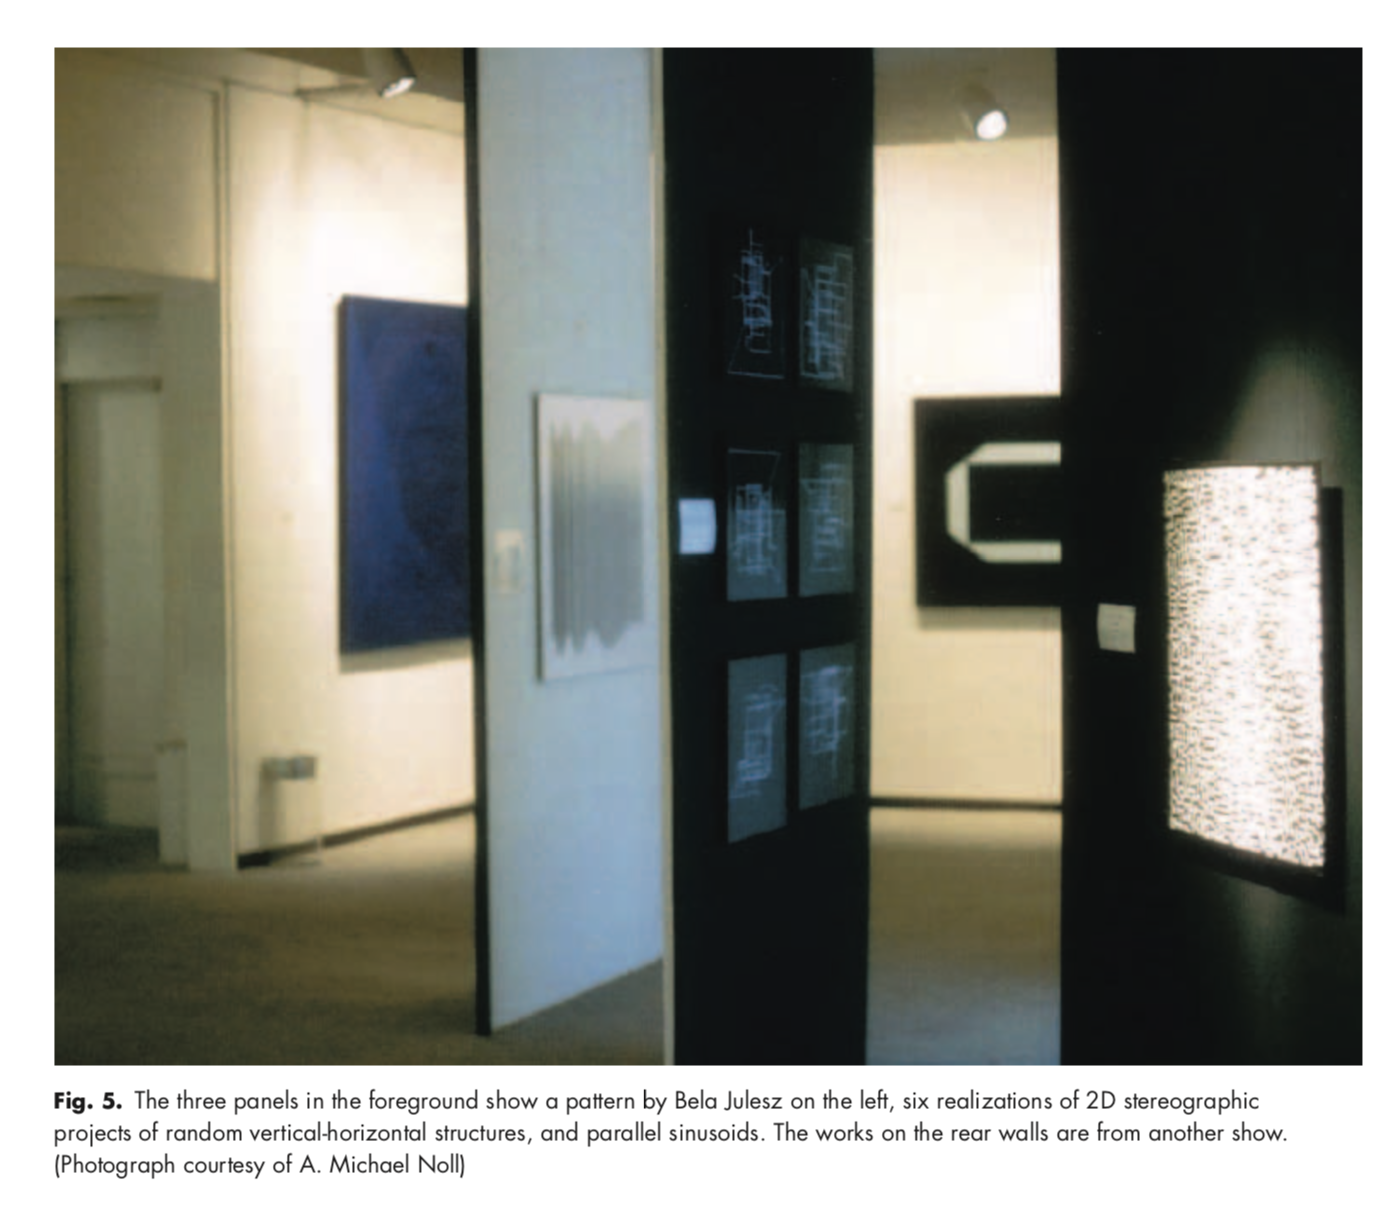 Fig. 5. The three panels in the foreground show a pattern by Bela Julesz on the left, six realizations of 2D stereographic
projects of random vertical-horizontal structures, and parallel sinusoids. The works on the rear walls are from another show.
(Photograph courtesy of A. Michael Noll)